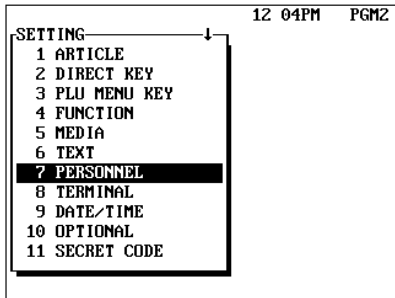 12 04PM PGM2
SETTING
1 ARTICLE
2 DIRECT KEY
3 PLU MENU KEY
4 FUNCTION
5 MEDIA
6 TEXT
7 PERSONNEL
8 TERMINAL
9 DATE/TIME
10 OPTIONAL
11 SECRET CODE